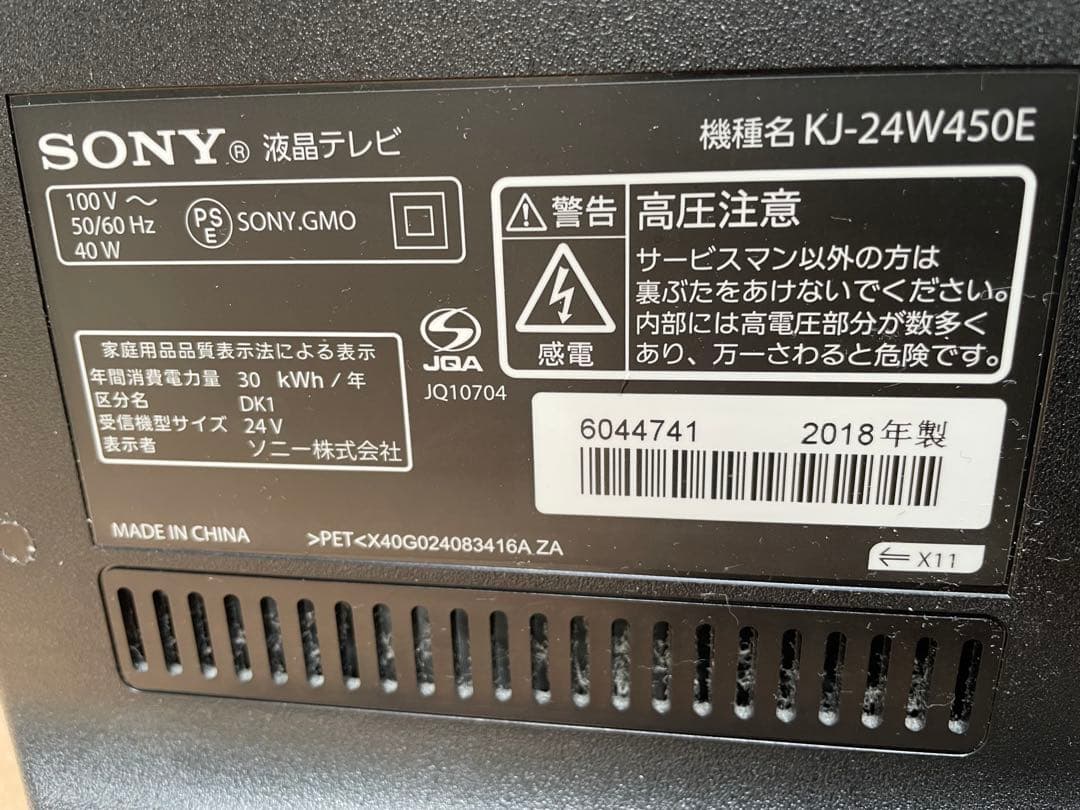 SONY® 液晶テレビ
機種名 KJ-24W450E
100 V ～
50/60 Hz
40 W
PSE
SONY.GMO
警告
感電
高圧注意
サービスマン以外の方は
裏ぶたをあけないでください。
内部には高電圧部分が数多く
あり、万一さわると危険です。
JQA
JQ10704
家庭用品品質表示法による表示
年間消費電力量 30 kWh / 年
区分名 DK1
受信機型サイズ 24 V
表示者 ソニー株式会社
6044741 2018年製
MADE IN CHINA
>PET<X40G024083416A ZA
⇐ X11